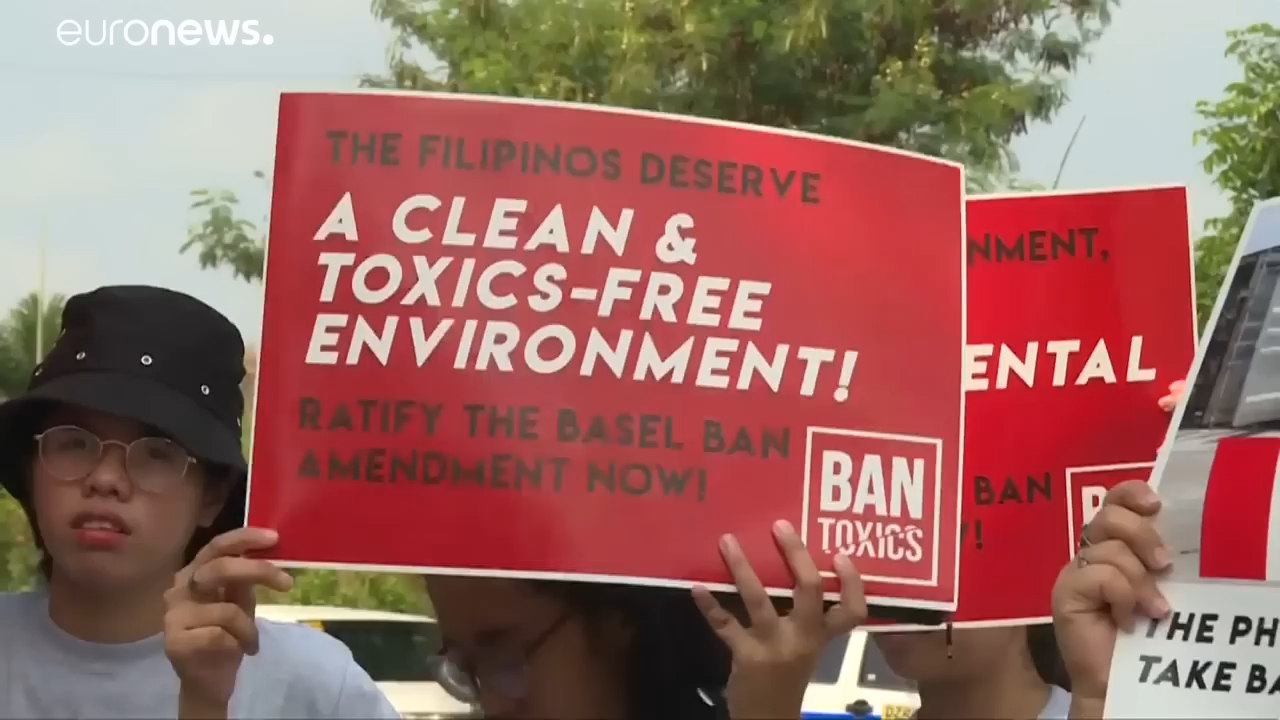 euronews.
THE FILIPINOS DESERVE
A CLEAN &
TOXICS-FREE
ENVIRONMENT!
RATIFY THE BASEL BAN
AMENDMENT NOW!
BAN
TOXICS
NMENT,
ENTAL
BAN
!
THE PH
TAKE BA